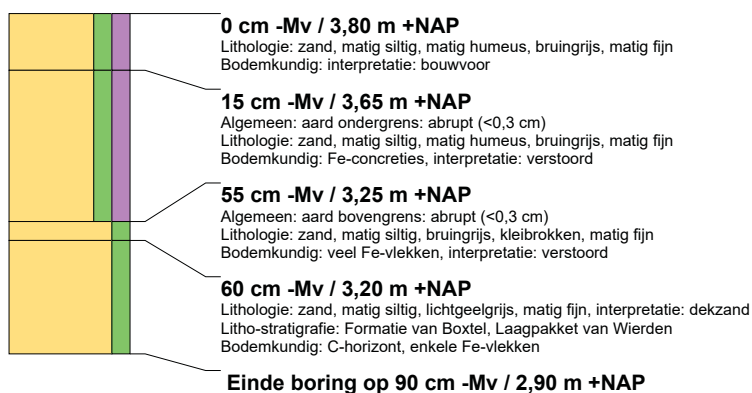 0 cm -Mv / 3,80 m +NAP
Lithologie: zand, matig siltig, matig humeus, bruingrijs, matig fijn
Bodemkundig: interpretatie: bouwvoor
15 cm -Mv / 3,65 m +NAP
Algemeen: aard ondergrens: abrupt (<0,3 cm)
Lithologie: zand, matig siltig, matig humeus, bruingrijs, matig fijn
Bodemkundig: Fe-concreties, interpretatie: verstoord
55 cm -Mv / 3,25 m +NAP
Algemeen: aard bovengrens: abrupt (<0,3 cm)
Lithologie: zand, matig siltig, bruingrijs, kleibrokken, matig fijn
Bodemkundig: veel Fe-vlekken, interpretatie: verstoord
60 cm -Mv / 3,20 m +NAP
Lithologie: zand, matig siltig, lichtgeelgrijs, matig fijn, interpretatie: dekzand
Litho-stratigrafie: Formatie van Boxtel, Laagpakket van Wierden
Bodemkundig: C-horizont, enkele Fe-vlekken
Einde boring op 90 cm -Mv / 2,90 m +NAP